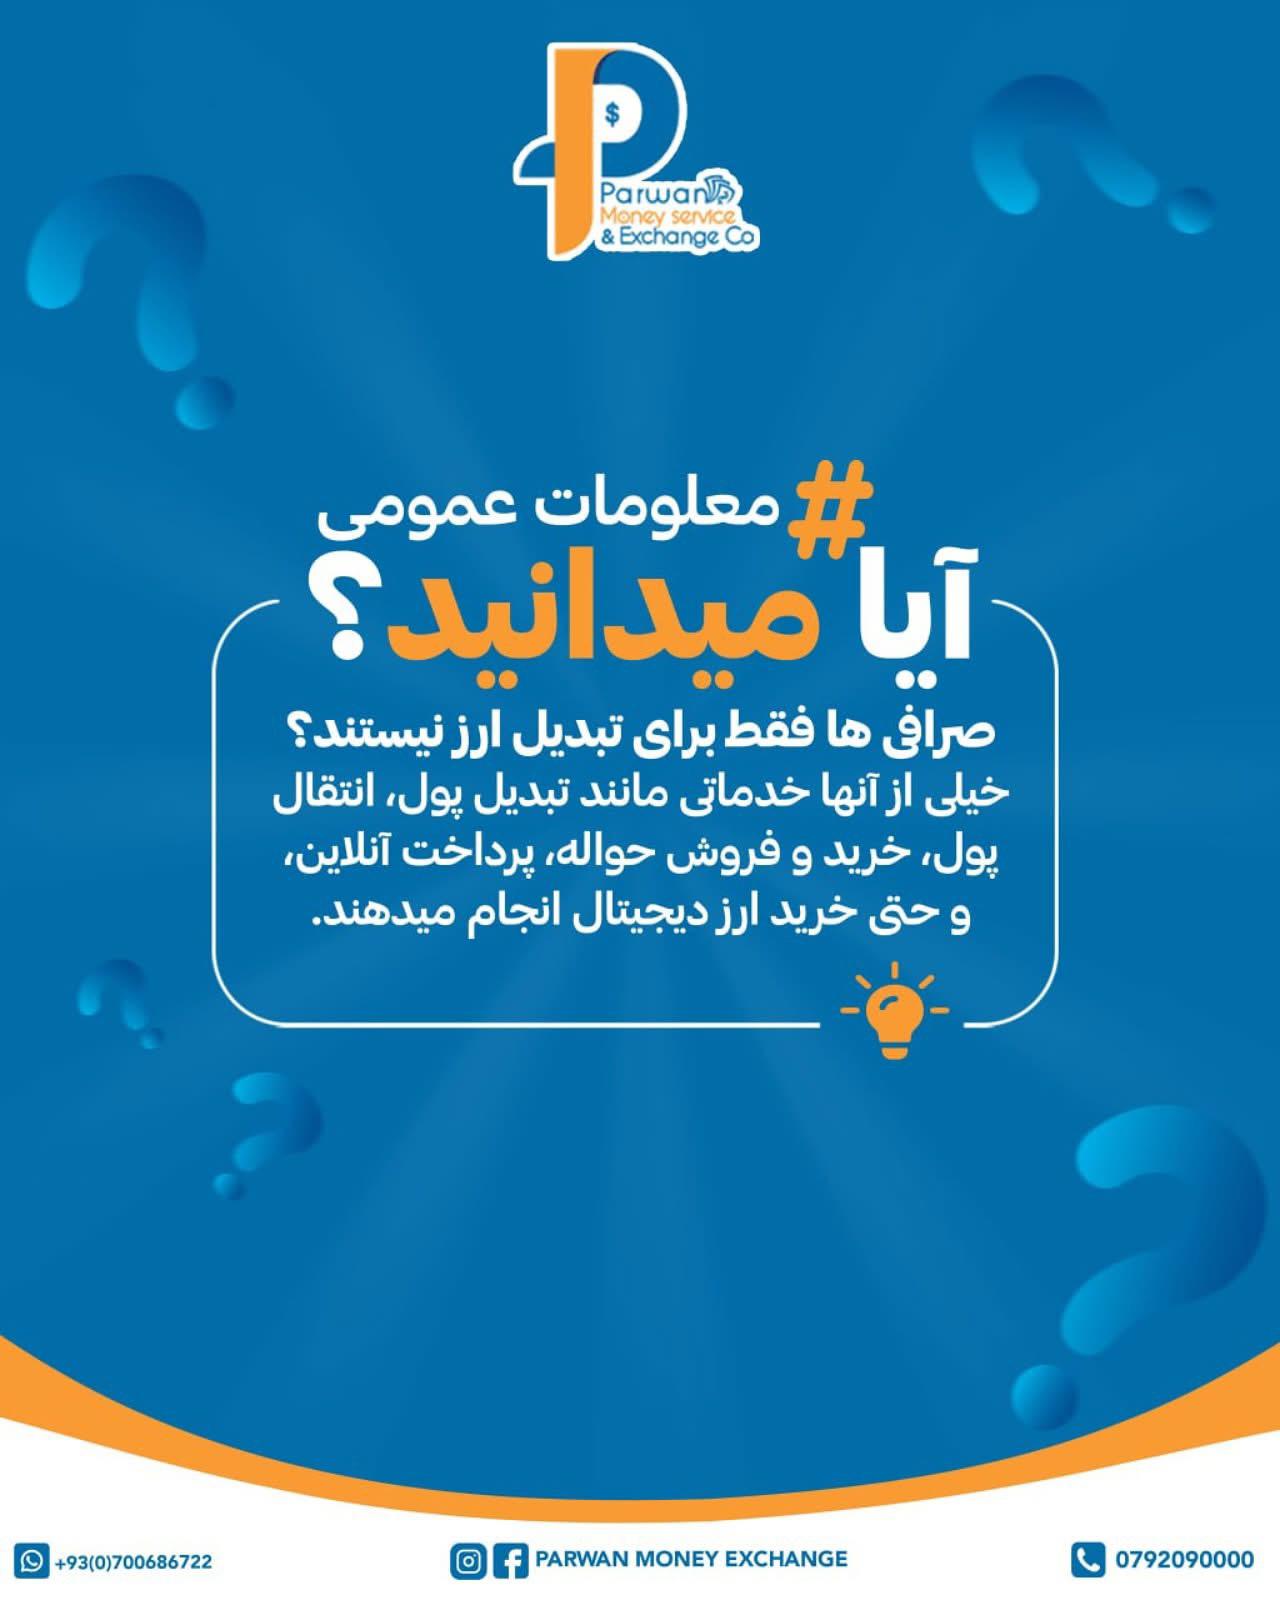 $
Parwan
Money service
& Exchange Co
#معلومات عمومی
آیا میدانید؟
صرافی ها فقط برای تبدیل ارز نیستند؟
خیلی از آنها خدماتی مانند تبدیل پول، انتقال
پول، خرید و فروش حواله، پرداخت آنلاین،
و حتی خرید ارز دیجیتال انجام میدهند.
+93(0)700686722
PARWAN MONEY EXCHANGE
0792090000